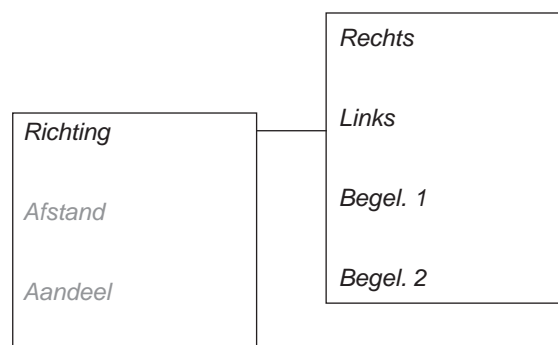 Richting
Afstand
Aandeel
Rechts
Links
Begel. 1
Begel. 2